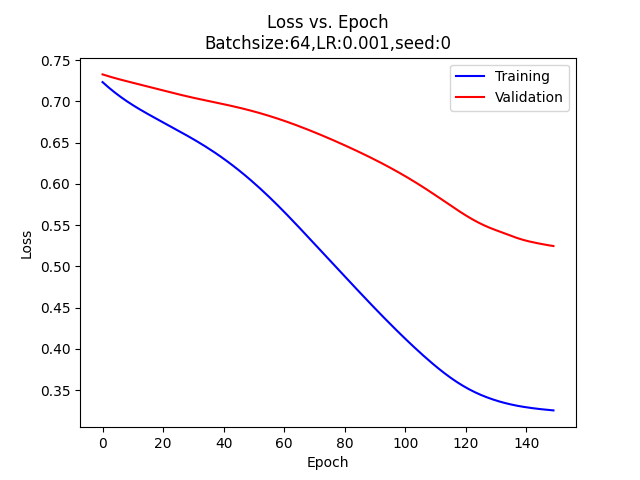 Loss vs. Epoch
Batchsize:64,LR:0.001,seed:0
Training
Validation
0.75
0.70
0.65
0.60
0.55
0.50
0.45
0.40
0.35
Loss
0 20 40 60 80 100 120 140
Epoch